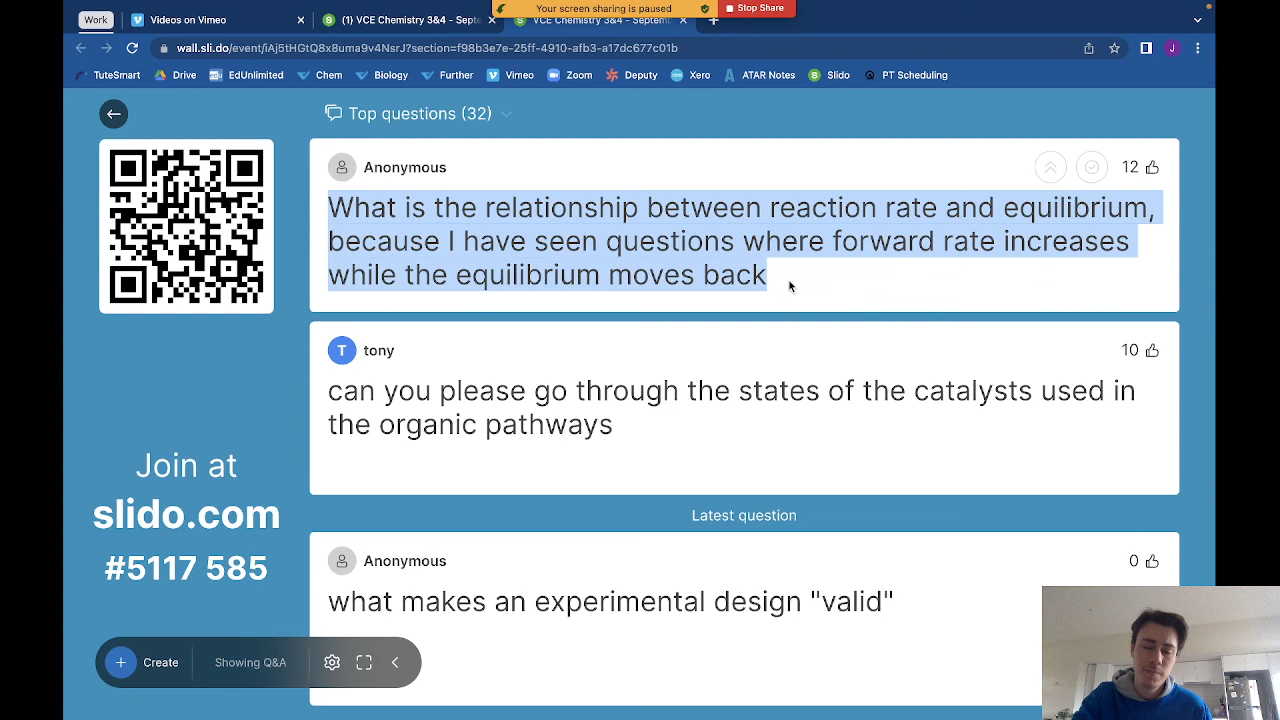 Your screen sharing is paused
Stop Share
Work
Videos on Vimeo
(1) VCE Chemistry 3&4 - Septe
VCE Chemistry 3&4 - Septemb
wall.sli.do/event/iAj5tHGtQ8x8uma9v4NsrJ?section=f98b3e7e-25ff-4910-afb3-a17dc677c01b
J
TuteSmart
Drive
EdUnlimited
Chem
Biology
Further
Vimeo
Zoom
Deputy
Xero
ATAR Notes
Slido
PT Scheduling
Top questions (32)
Anonymous
12
What is the relationship between reaction rate and equilibrium,
because I have seen questions where forward rate increases
while the equilibrium moves back
T
tony
10
can you please go through the states of the catalysts used in
the organic pathways
Join at
slido.com
#5117 585
Latest question
Anonymous
0
what makes an experimental design "valid"
Create
Showing Q&A